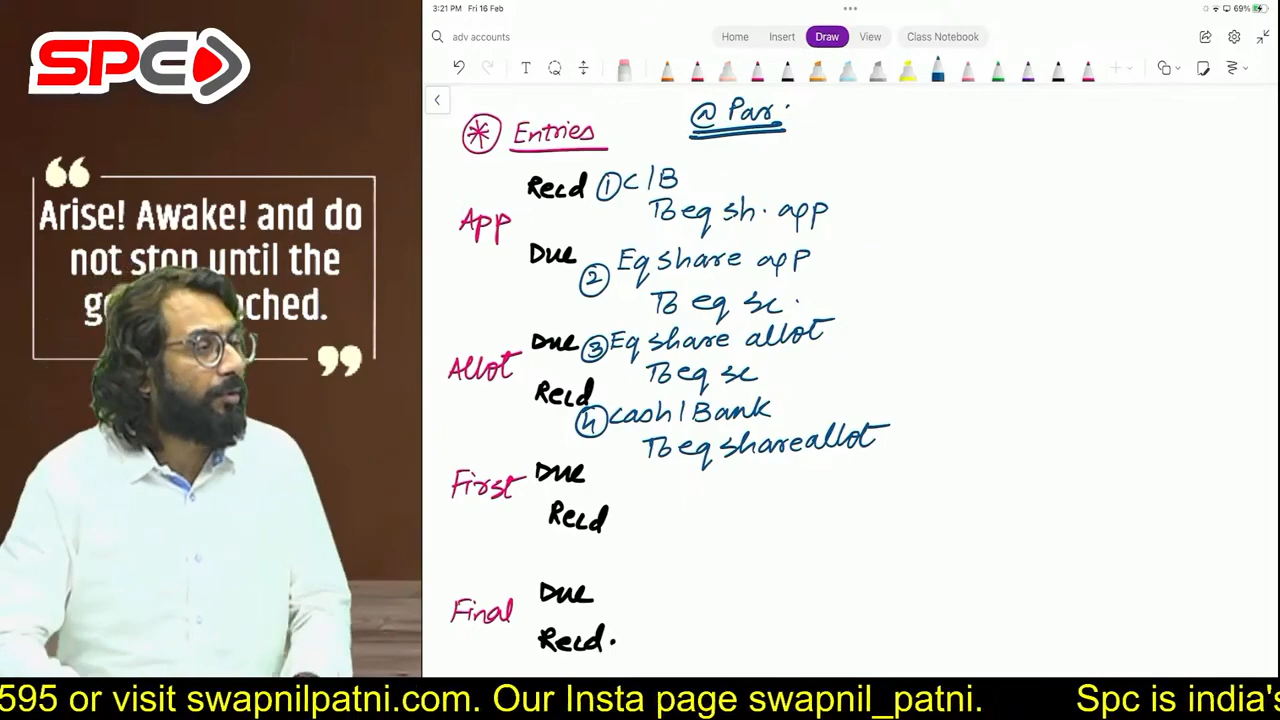 3:21 PM Fri 16 Feb
69%
SPC
adv accounts
Home Insert Draw View Class Notebook
@ Par.
* Entries
App
Recd ① C/B
To eq sh. app
Due ② Eq share app
To eq sc.
Allot
Due ③ Eq share allot
To eq sc
Recd ④ cash/Bank
To eq share allot
First
Due
Recd
Final
Due
Recd.
Arise! Awake! and do
not stop until the
595 or visit swapnilpatni.com. Our Insta page swapnil_patni. Spc is india's